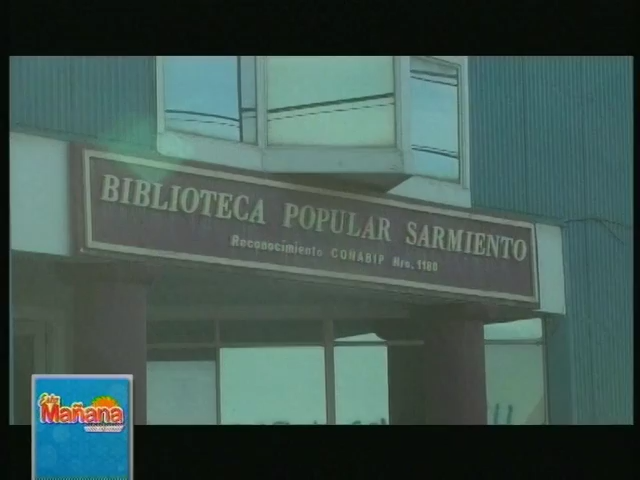 BIBLIOTECA POPULAR SARMIENTO
Reconocimiento CONABIP Nro. 1180
Mañana